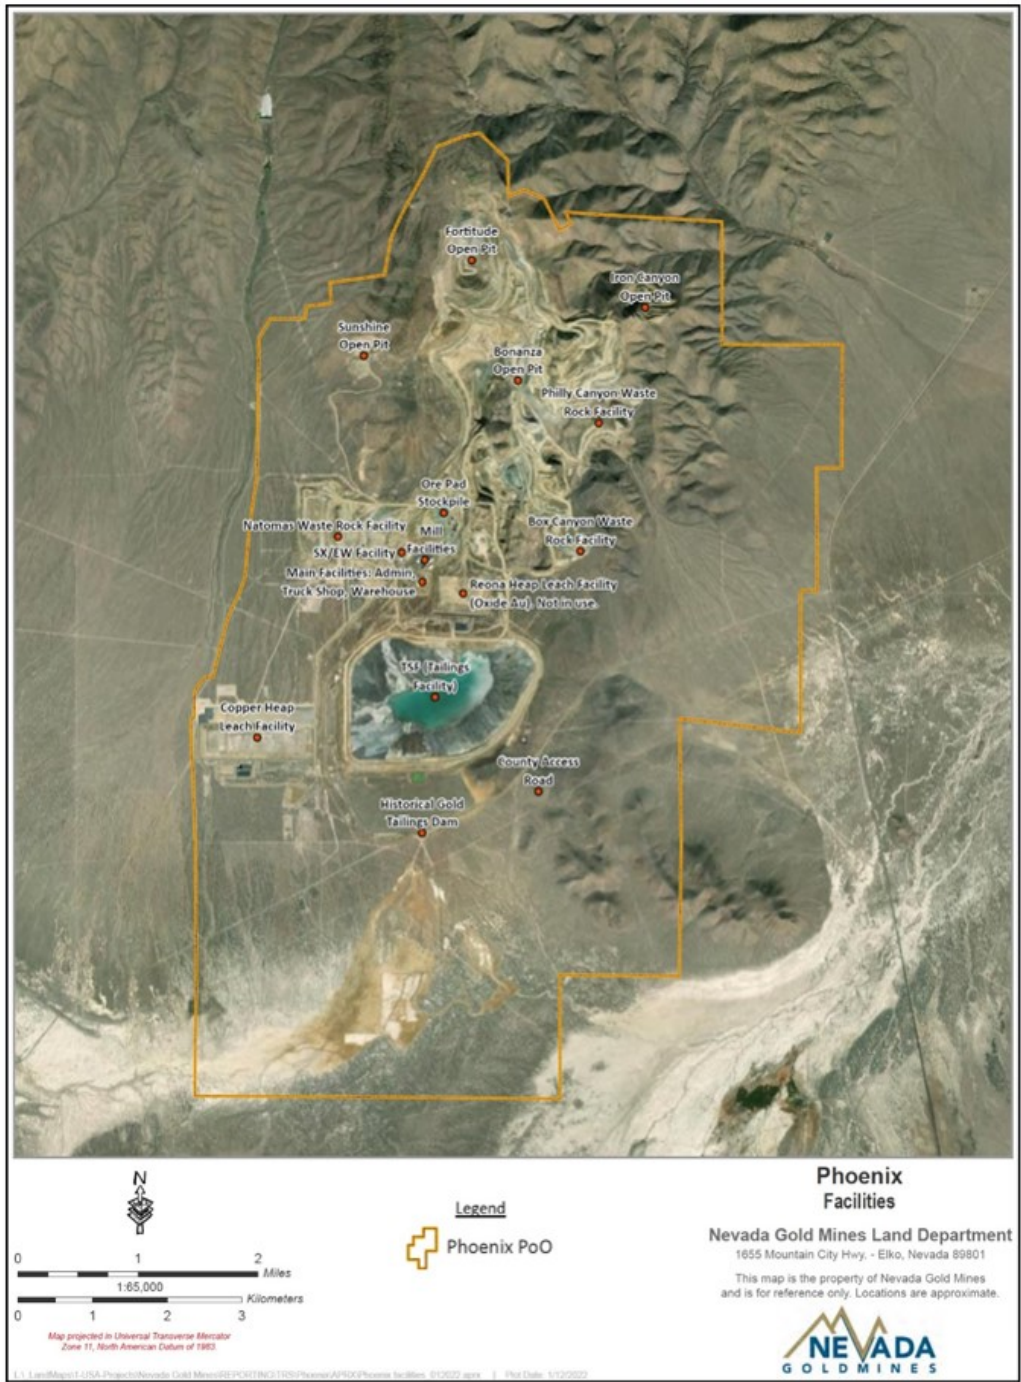 Fortitude
Open Pit
Iron Canyon
Open Pit
Sunshine
Open Pit
Bonanza
Open Pit
Philly Canyon Waste
Rock Facility
Ore Pad
Stockpile
Natomas Waste Rock Facility
Mill
Facilities
Box Canyon Waste
Rock Facility
SX/EW Facility
Main Facilities: Admin,
Truck Shop, Warehouse
Reona Heap Leach Facility
(Oxide Au). Not in use.
TSF (Tailings
Facility)
Copper Heap
Leach Facility
County Access
Road
Historical Gold
Tailings Dam
N
0 1 2
Miles
1:65,000
Kilometers
0 1 2 3
Map projected in Universal Transverse Mercator
Zone 11, North American Datum of 1983.
Legend
Phoenix PoO
Phoenix
Facilities
Nevada Gold Mines Land Department
1655 Mountain City Hwy. - Elko, Nevada 89801
This map is the property of Nevada Gold Mines
and is for reference only. Locations are approximate.
NEVADA
GOLDMINES
Plot Date: 1/12/2022